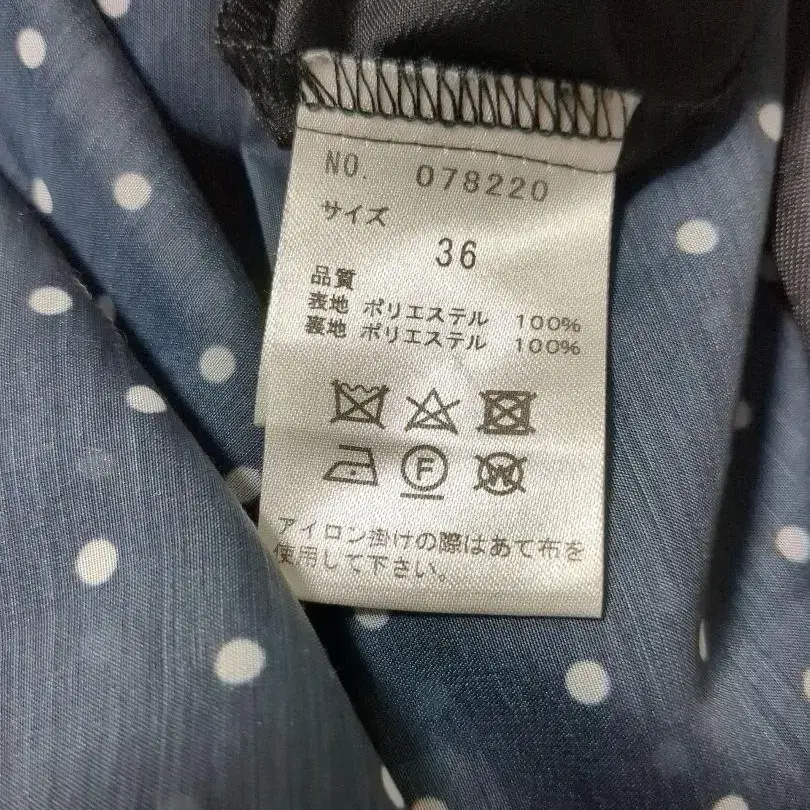 NO. 078220
サイズ
36
品質
表地 ポリエステル 100%
裏地 ポリエステル 100%
F
W
アイロン掛けの際はあて布を
使用して下さい。